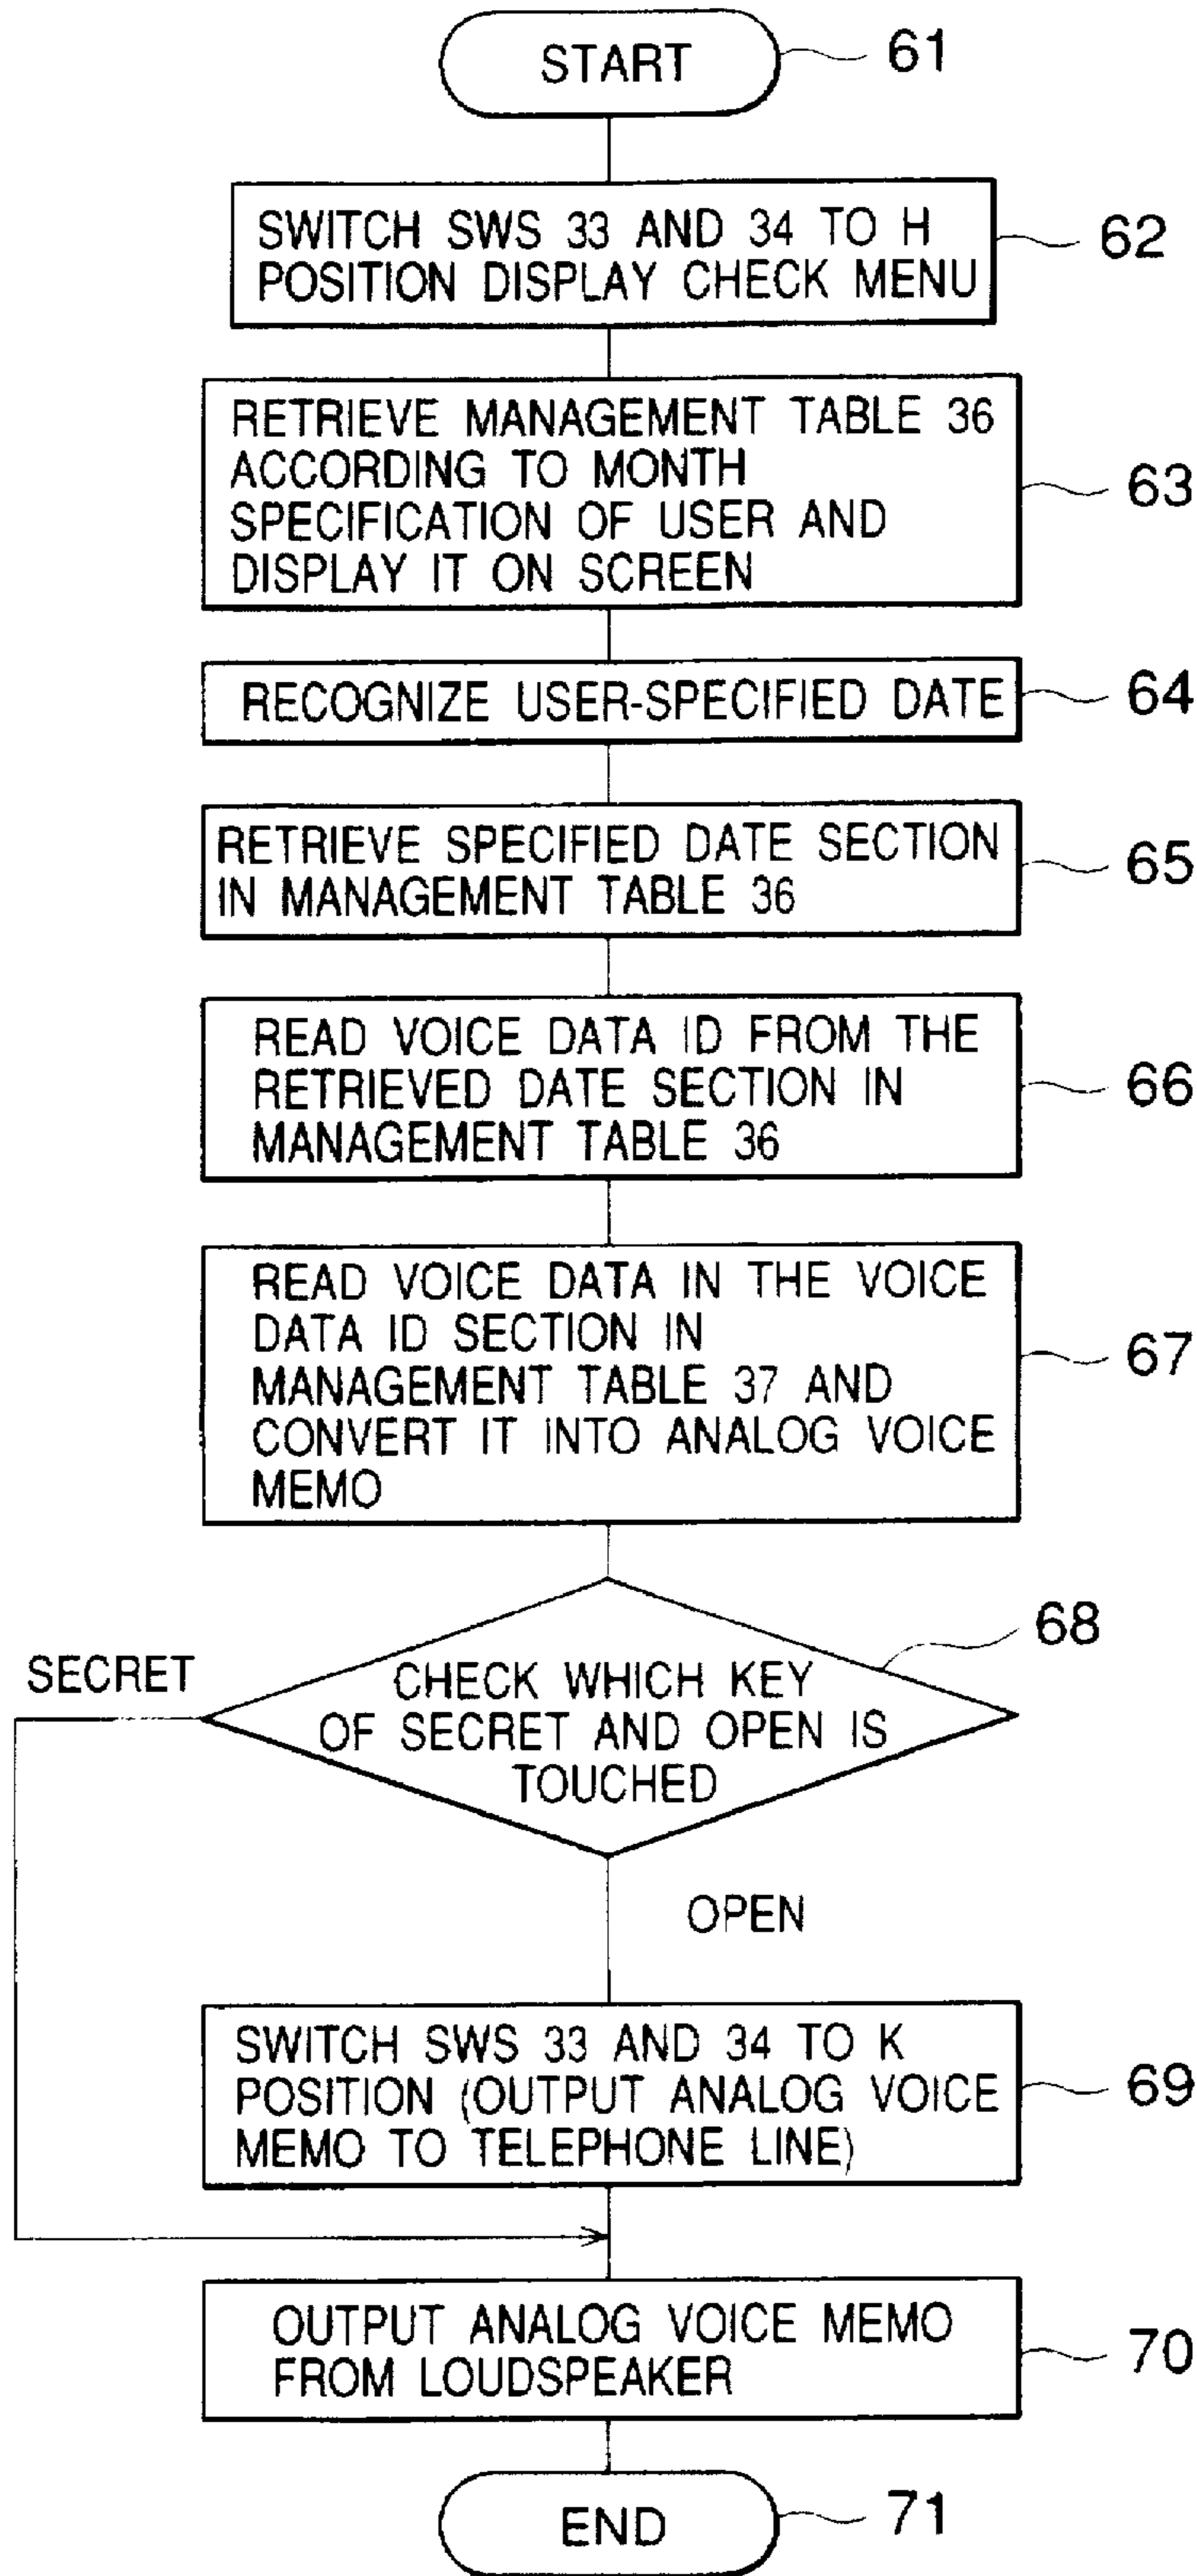 START
61
SWITCH SWS 33 AND 34 TO H
POSITION DISPLAY CHECK MENU
62
RETRIEVE MANAGEMENT TABLE 36
ACCORDING TO MONTH
SPECIFICATION OF USER AND
DISPLAY IT ON SCREEN
63
RECOGNIZE USER-SPECIFIED DATE
64
RETRIEVE SPECIFIED DATE SECTION
IN MANAGEMENT TABLE 36
65
READ VOICE DATA ID FROM THE
RETRIEVED DATE SECTION IN
MANAGEMENT TABLE 36
66
READ VOICE DATA IN THE VOICE
DATA ID SECTION IN
MANAGEMENT TABLE 37 AND
CONVERT IT INTO ANALOG VOICE
MEMO
67
68
SECRET
CHECK WHICH KEY
OF SECRET AND OPEN IS
TOUCHED
OPEN
SWITCH SWS 33 AND 34 TO K
POSITION (OUTPUT ANALOG VOICE
MEMO TO TELEPHONE LINE)
69
OUTPUT ANALOG VOICE MEMO
FROM LOUDSPEAKER
70
END
71